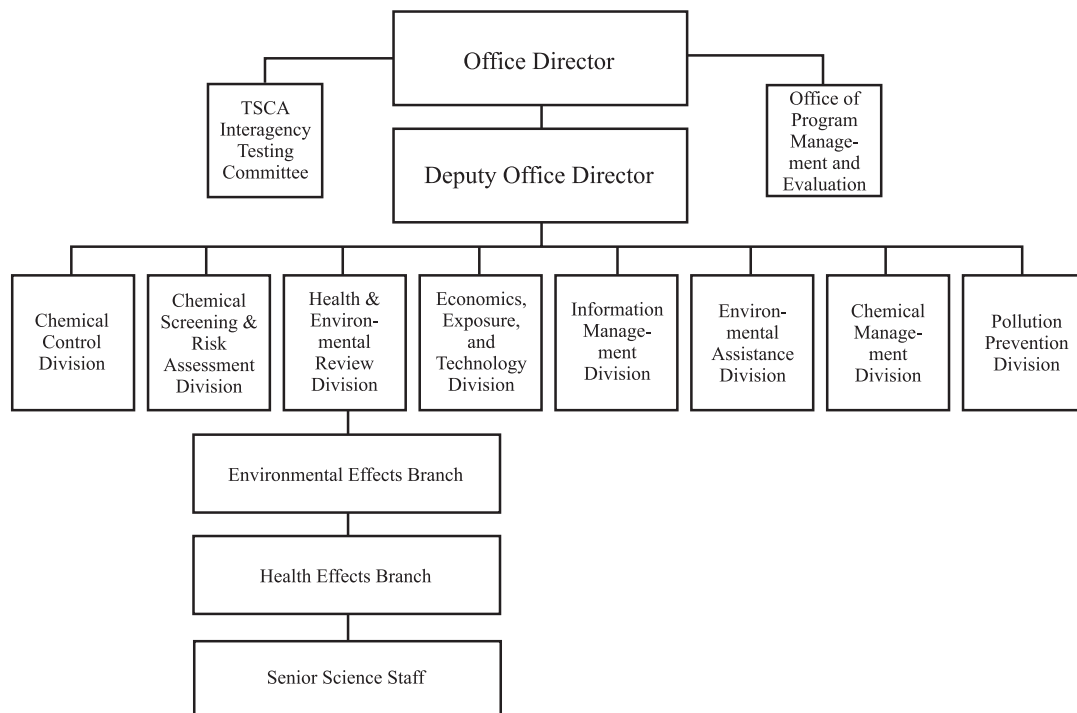 Office Director
TSCA
Interagency
Testing
Committee
Office of
Program
Manage-
ment and
Evaluation
Deputy Office Director
Chemical
Control
Division
Chemical
Screening &
Risk
Assessment
Division
Health &
Environ-
mental
Review
Division
Economics,
Exposure,
and
Technology
Division
Information
Manage-
ment
Division
Environ-
mental
Assistance
Division
Chemical
Manage-
ment
Division
Pollution
Prevention
Division
Environmental Effects Branch
Health Effects Branch
Senior Science Staff